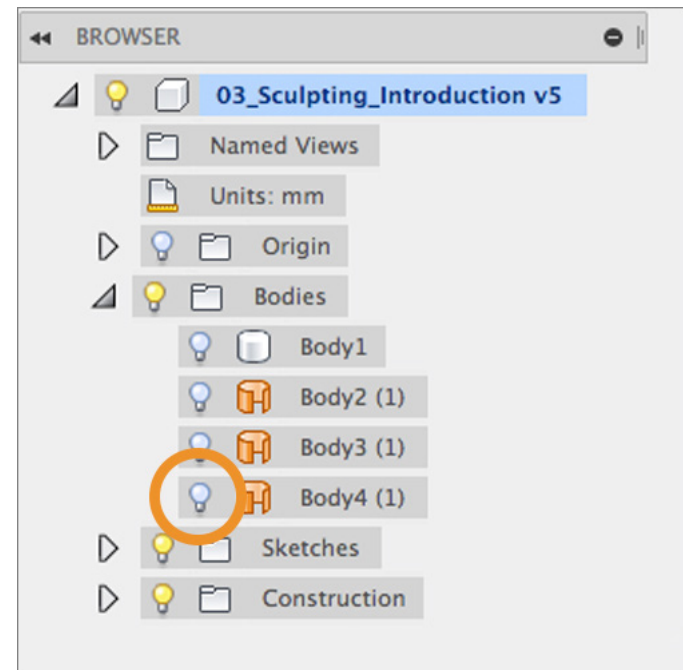 BROWSER
03_Sculpting_Introduction v5
Named Views
Units: mm
Origin
Bodies
Body1
Body2 (1)
Body3 (1)
Body4 (1)
Sketches
Construction